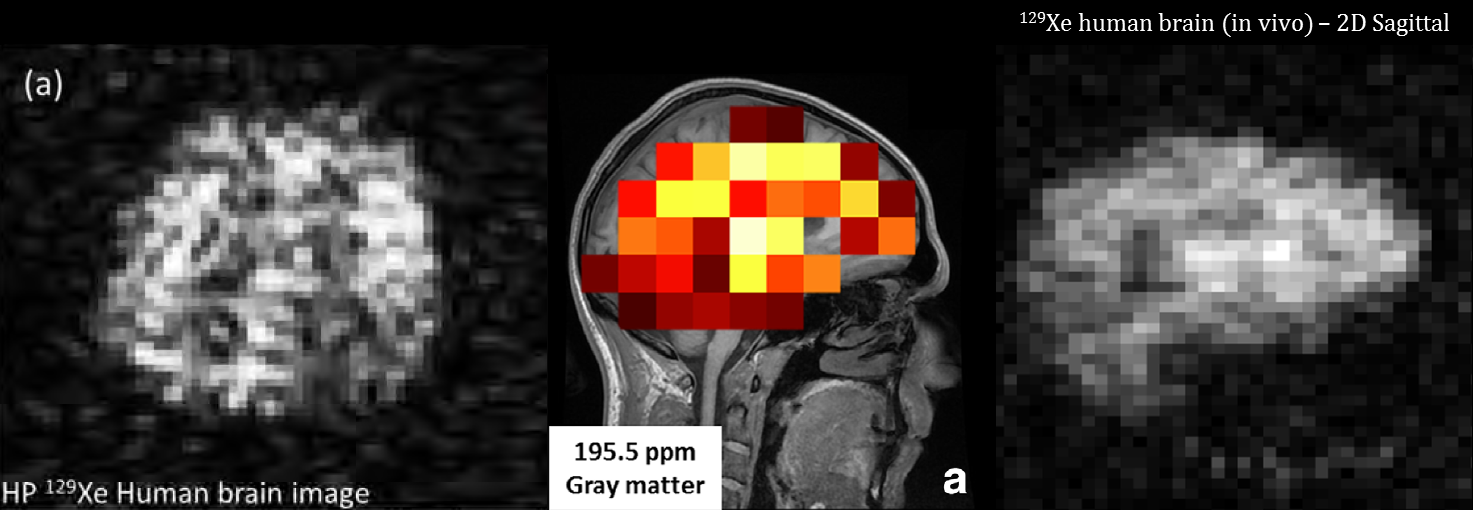 ¹²⁹Xe human brain (in vivo) – 2D Sagittal
(a)
HP ¹²⁹Xe Human brain image
195.5 ppm
Gray matter
a